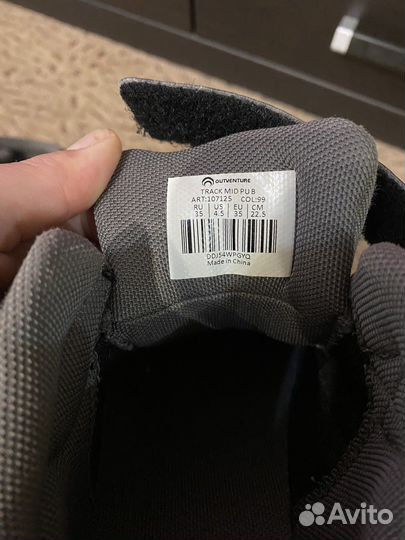 OUTVENTURE
TRACK MID PU B
ART:107125 COL:99
RU US EU CM
35 4.5 35 22.5
DDJ54WPGYQ
Made in China
Avito